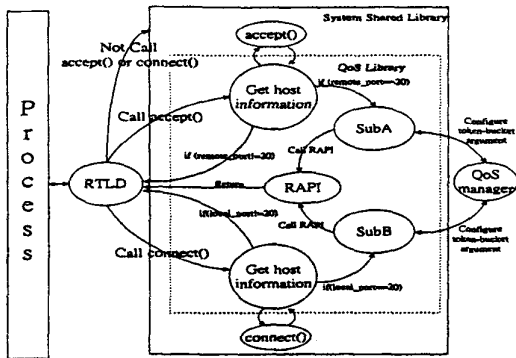 System Shared Library
accept()
Not Call
accept() or connect()
QoS Library
if (remote_port==20)
Get host
information
Call accept()
SubA
Configure
token-bucket
argument
Call RAPI
if (remote_port!=20)
Process
RTLD
Return
RAPI
QoS
manager
if(local_port!=20)
Call RAPI
SubB
Call connect()
Get host
information
if(local_port==20)
Configure
token-bucket
argument
connect()